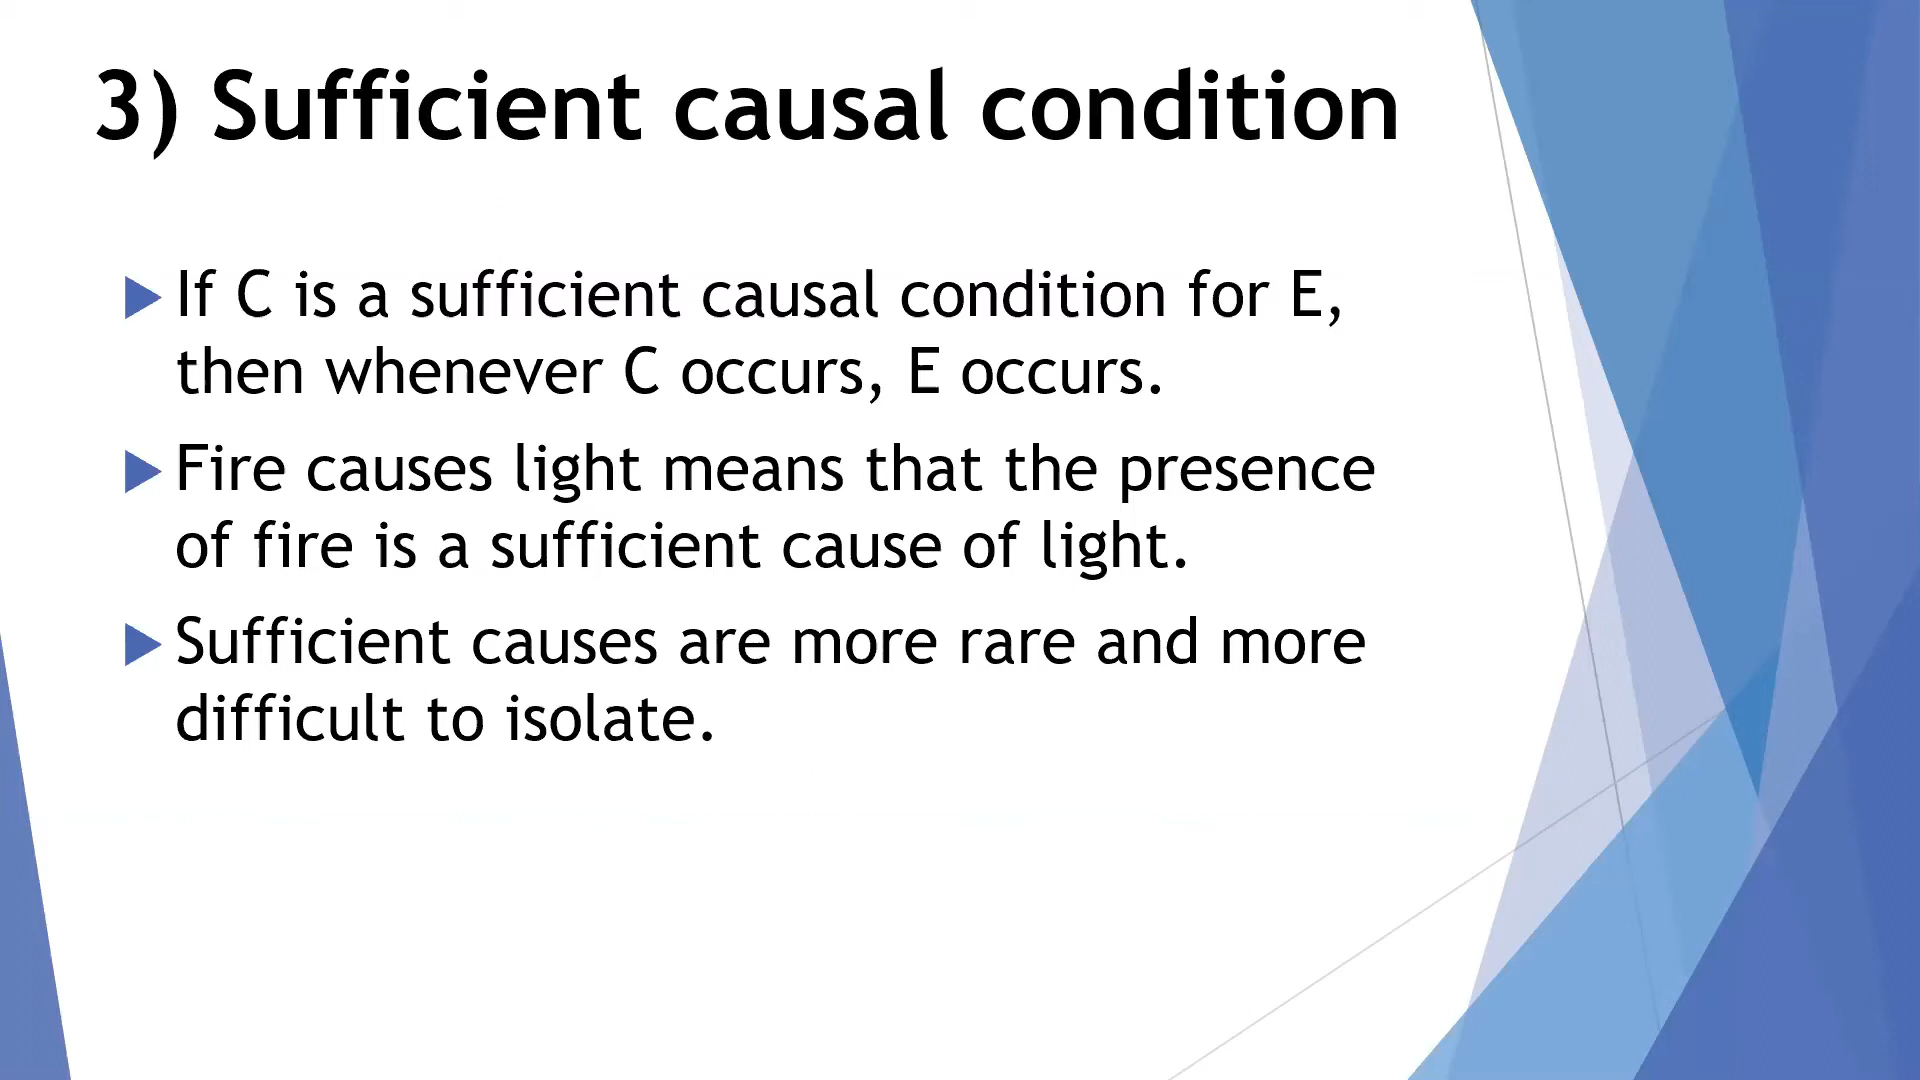 3) Sufficient causal condition
If C is a sufficient causal condition for E,
then whenever C occurs, E occurs.
Fire causes light means that the presence
of fire is a sufficient cause of light.
Sufficient causes are more rare and more
difficult to isolate.